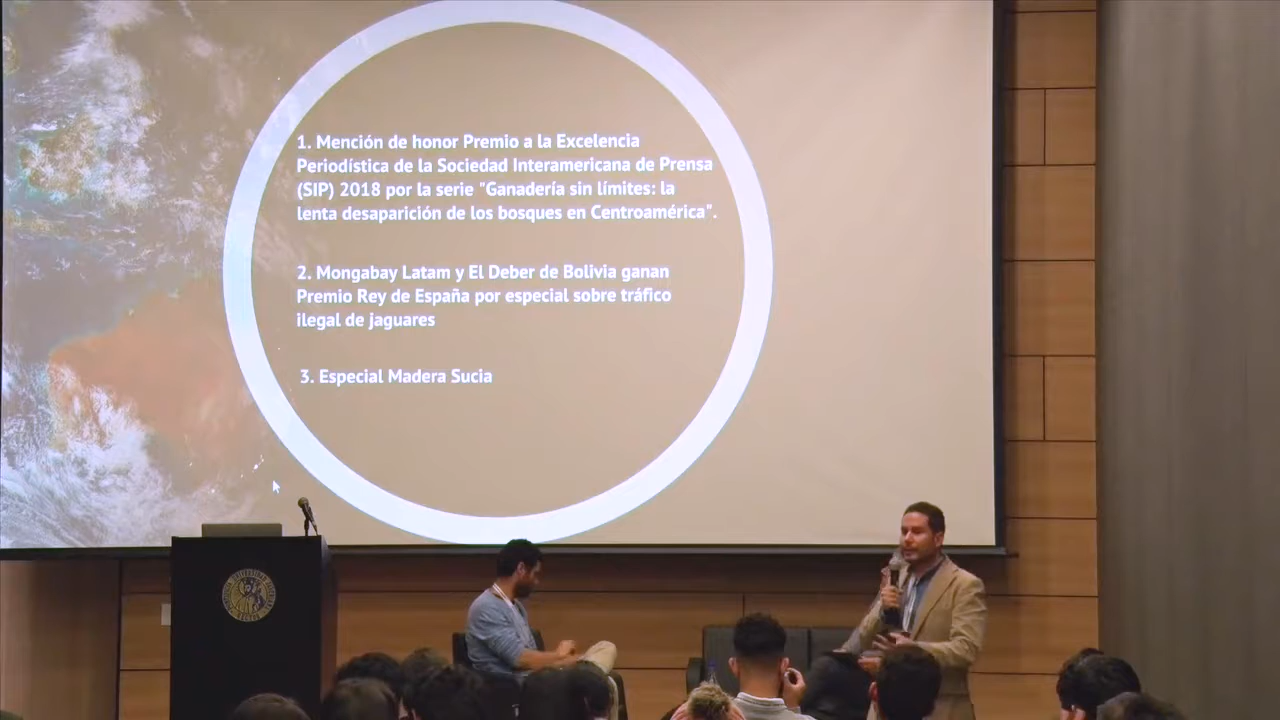 1. Mención de honor Premio a la Excelencia
Periodística de la Sociedad Interamericana de Prensa
(SIP) 2018 por la serie "Ganadería sin límites: la
lenta desaparición de los bosques en Centroamérica".
2. Mongabay Latam y El Deber de Bolivia ganan
Premio Rey de España por especial sobre tráfico
ilegal de jaguares
3. Especial Madera Sucia